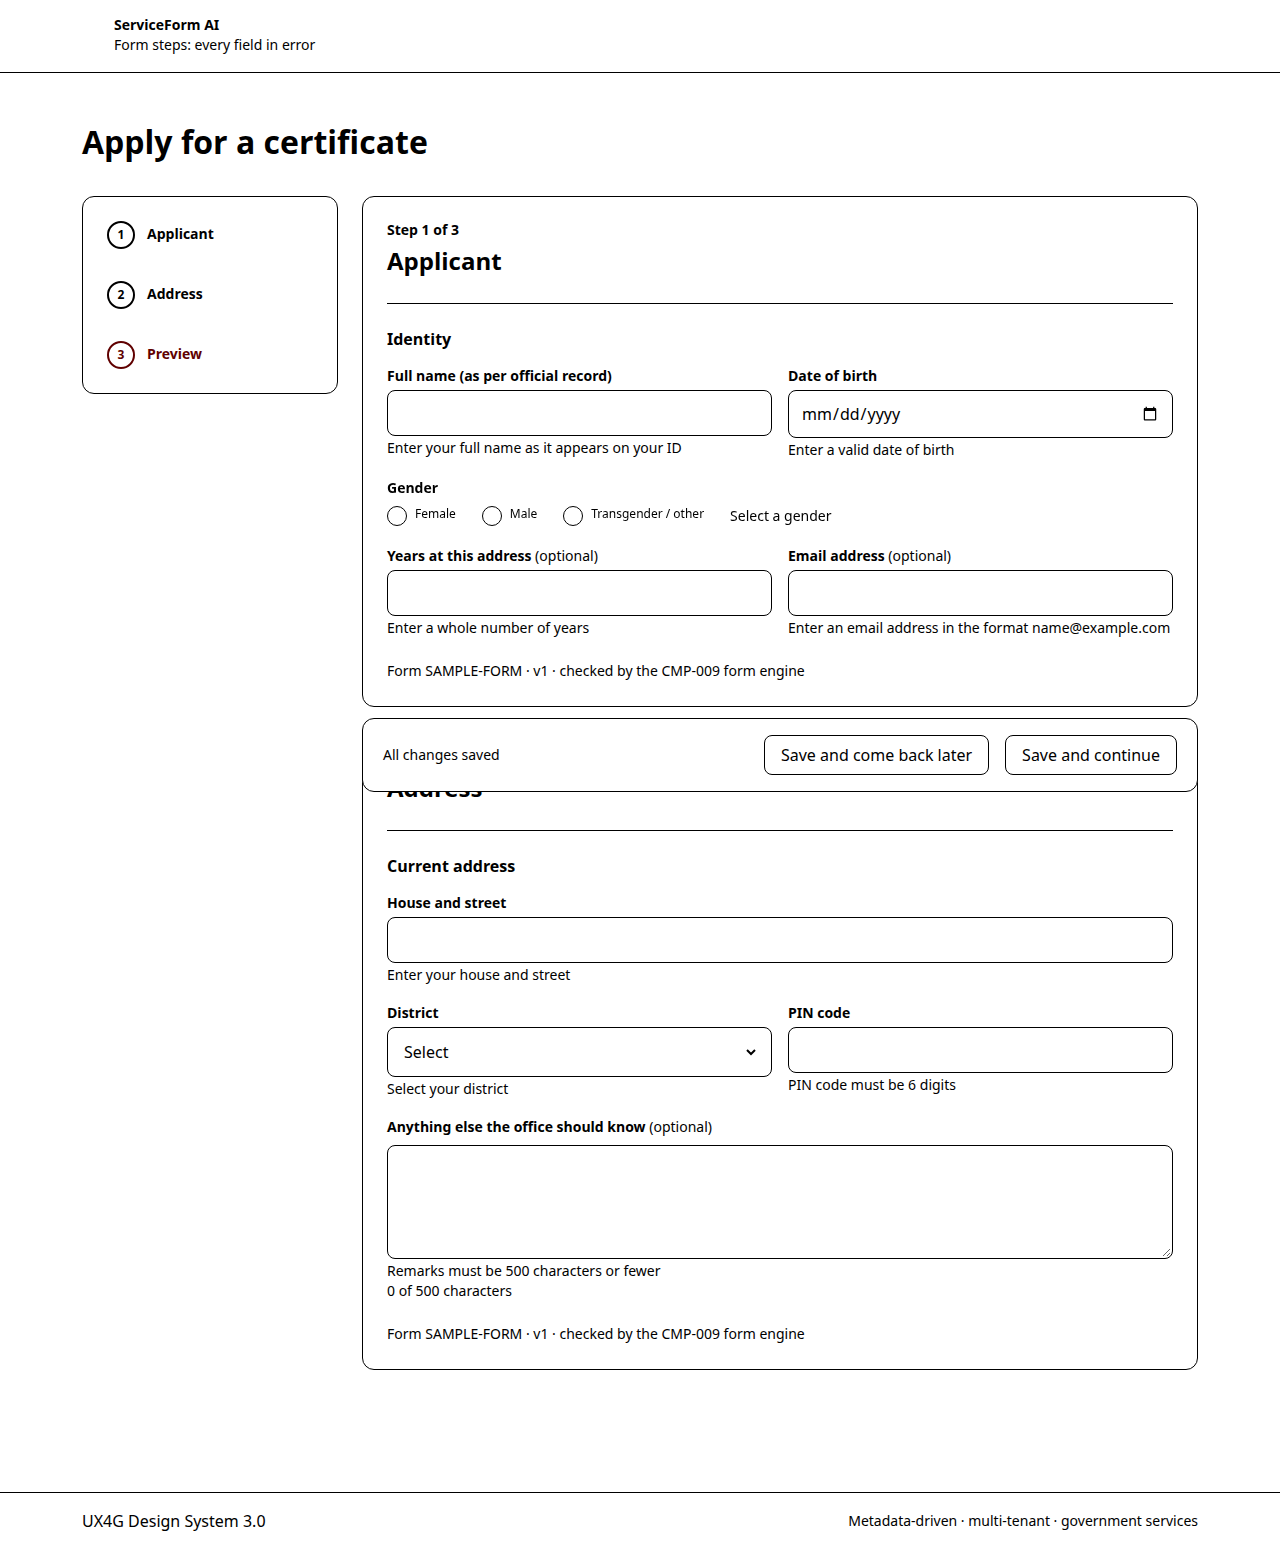 ServiceForm AI
Form steps: every field in error
Apply for a certificate
1 Applicant
2 Address
3 Preview
Step 1 of 3
Applicant
Identity
Full name (as per official record)
Date of birth
mm/dd/yyyy
Enter your full name as it appears on your ID
Enter a valid date of birth
Gender
Female
Male
Transgender / other
Select a gender
Years at this address (optional)
Email address (optional)
Enter a whole number of years
Enter an email address in the format name@example.com
Form SAMPLE-FORM · v1 · checked by the CMP-009 form engine
All changes saved
Save and come back later
Save and continue
Address
Current address
House and street
Enter your house and street
District
PIN code
Select
Select your district
PIN code must be 6 digits
Anything else the office should know (optional)
Remarks must be 500 characters or fewer
0 of 500 characters
Form SAMPLE-FORM · v1 · checked by the CMP-009 form engine
UX4G Design System 3.0
Metadata-driven · multi-tenant · government services